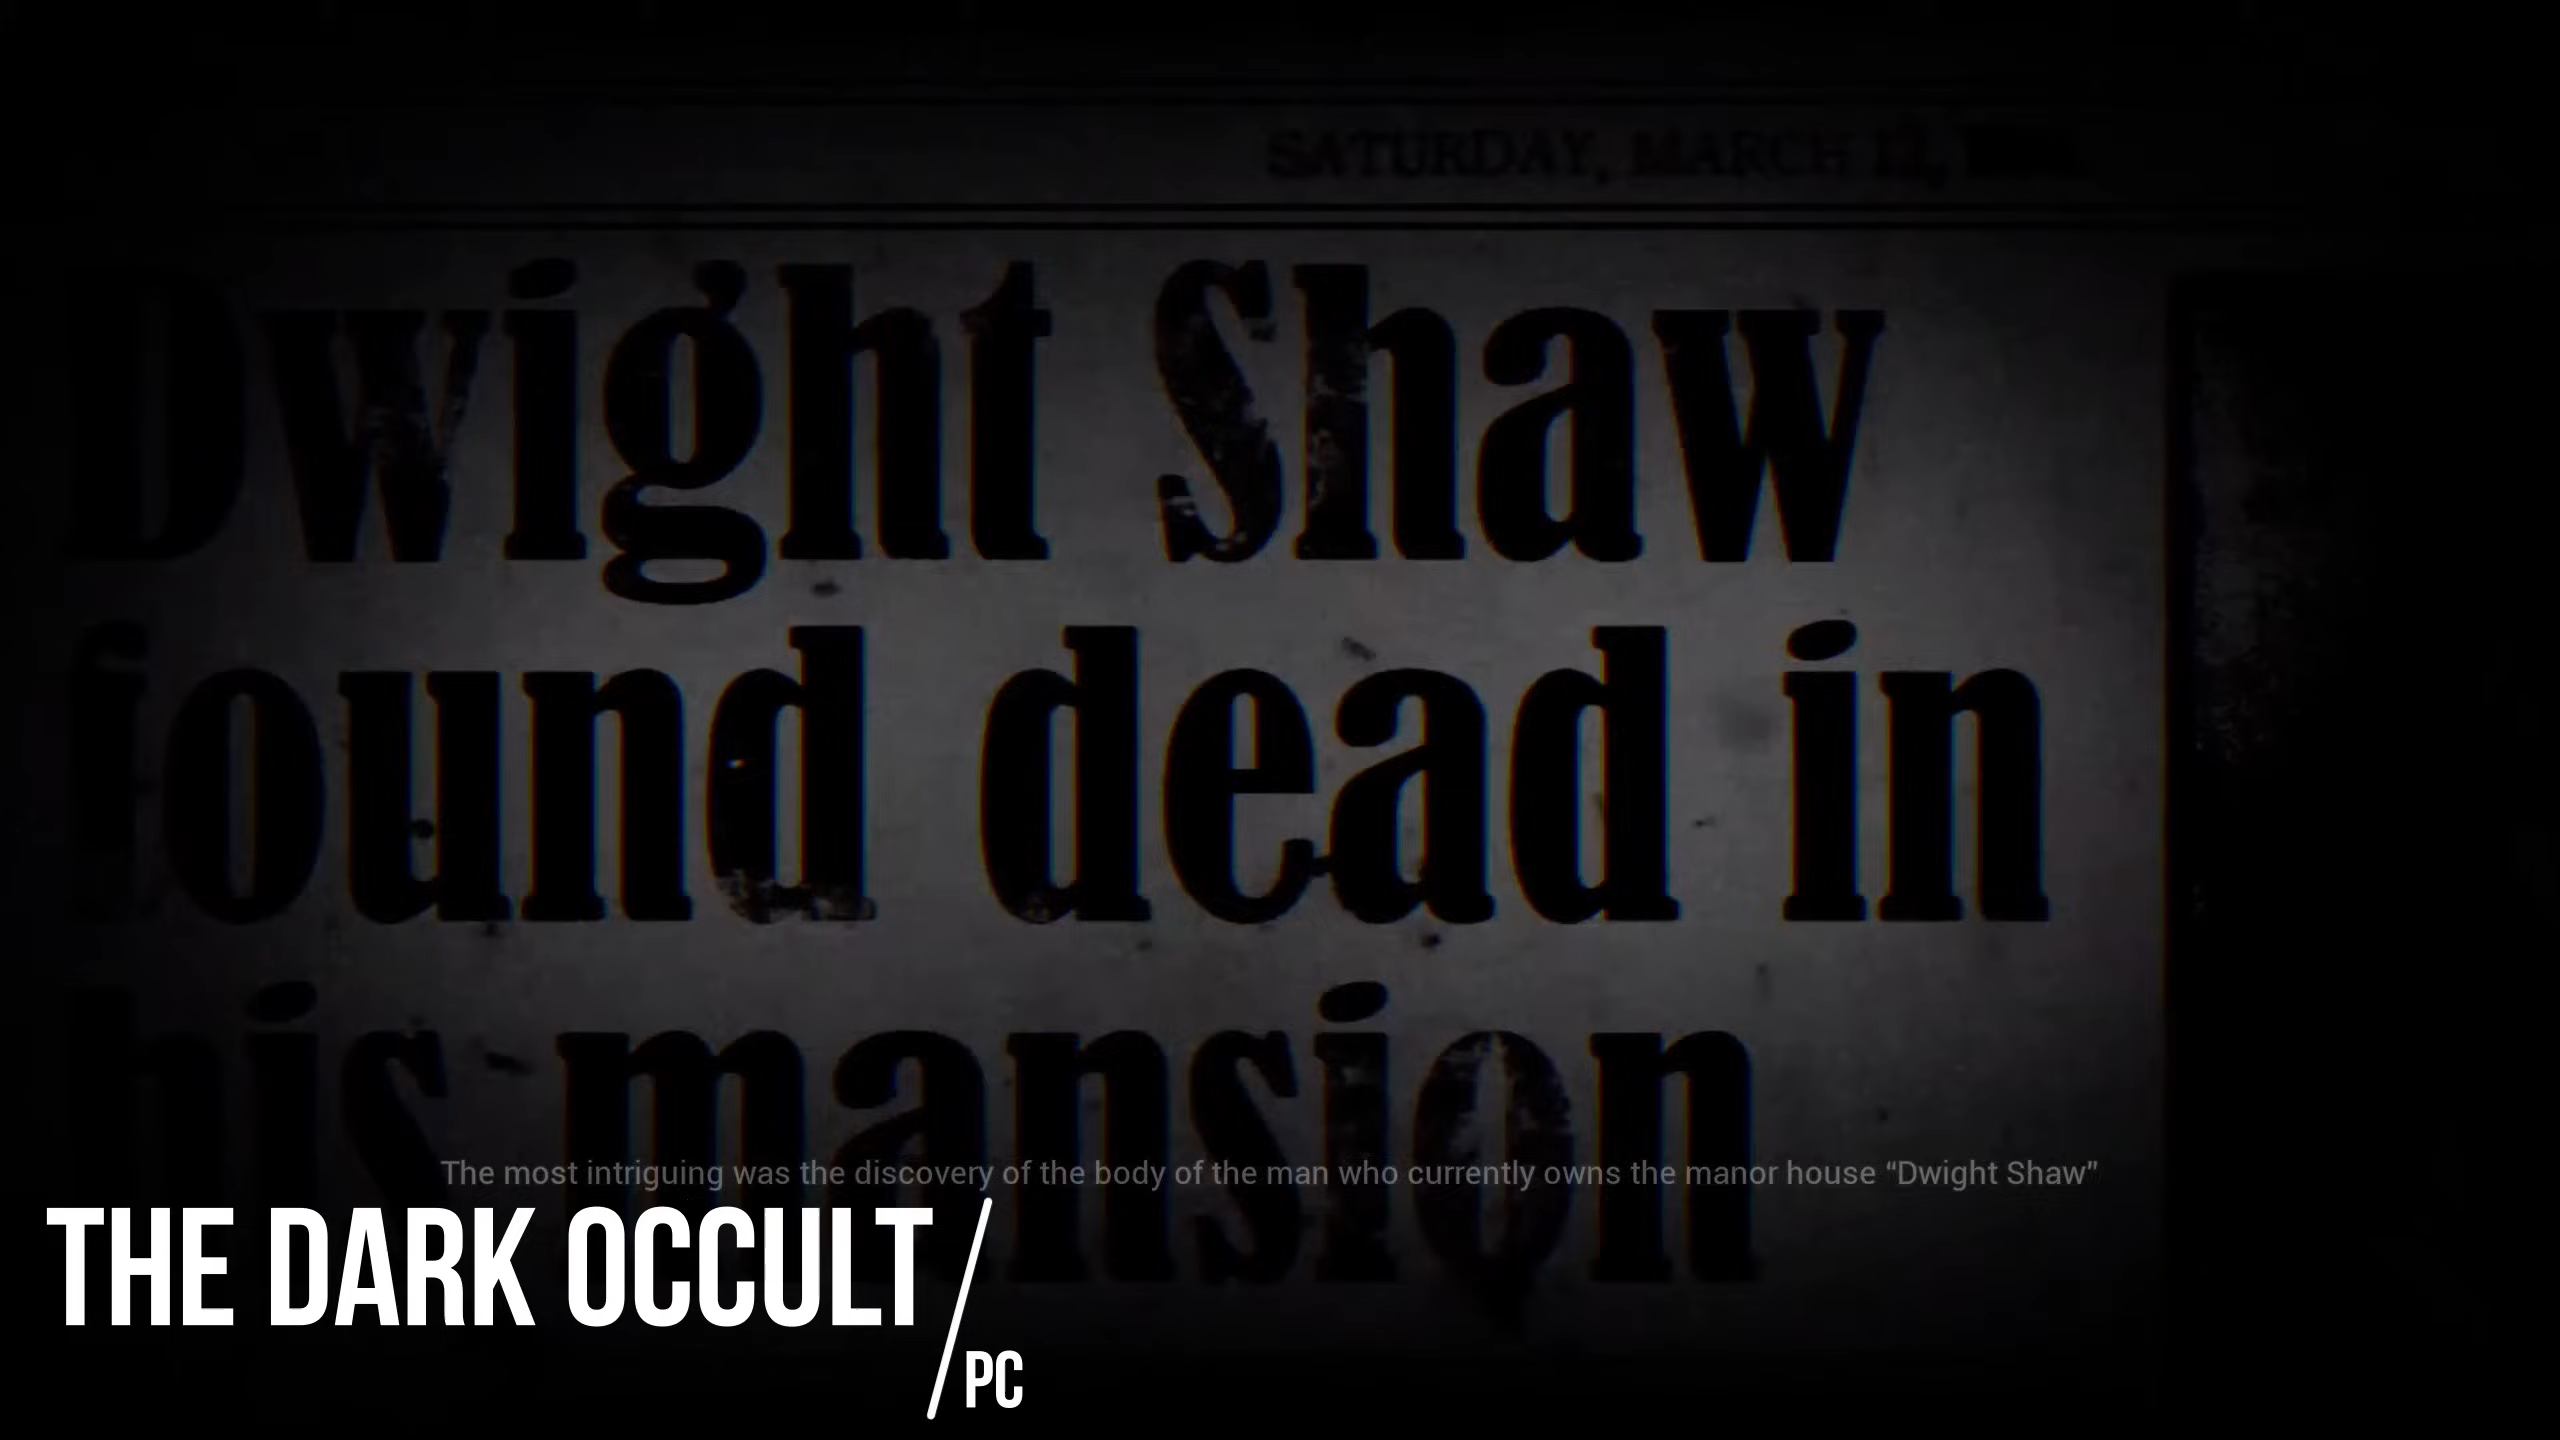 SATURDAY, MARCH
Dwight Shaw
found dead in
his mansion
The most intriguing was the discovery of the body of the man who currently owns the manor house “Dwight Shaw”
THE DARK OCCULT
PC